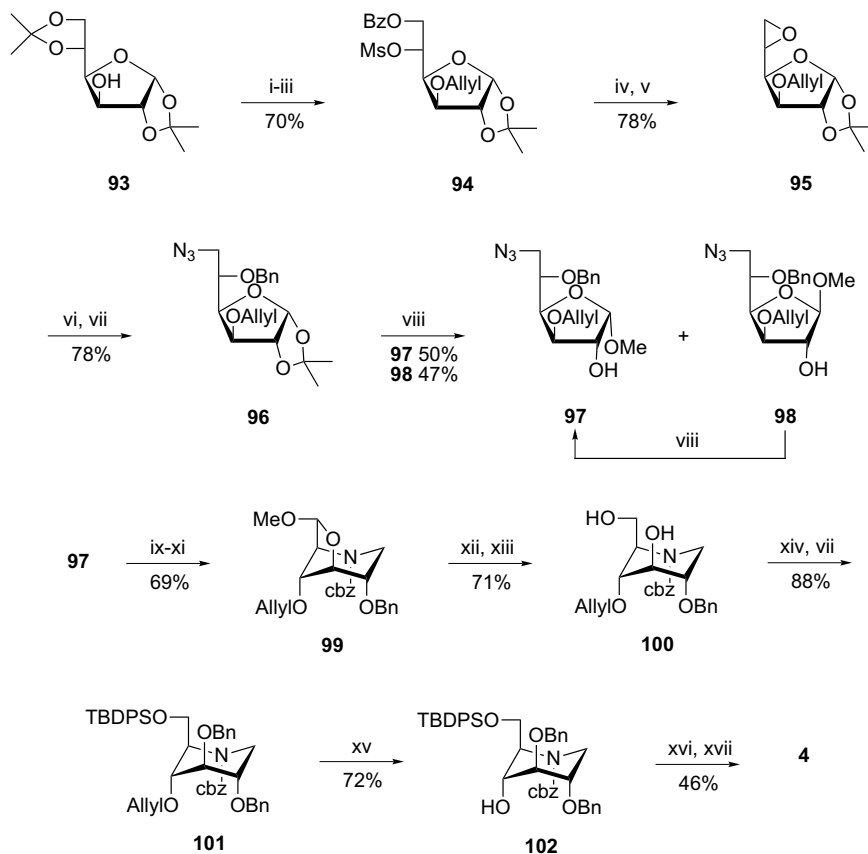 O
O
OH
O
O
O
93
i-iii
70%
BzO
MsO
O
OAllyl
O
O
94
iv, v
78%
O
O
OAllyl
O
O
95
vi, vii
78%
N3
OBn
O
OAllyl
O
O
96
viii
97 50%
98 47%
N3
OBn
O
OAllyl
OMe
OH
97
+
N3
OBn
OMe
O
OAllyl
OH
98
viii
97
ix-xi
69%
MeO
O
N
cbz
AllylO
OBn
99
xii, xiii
71%
HO
OH
N
cbz
AllylO
OBn
100
xiv, vii
88%
TBDPSO
OBn
N
cbz
AllylO
OBn
101
xv
72%
TBDPSO
OBn
N
cbz
HO
OBn
102
xvi, xvii
46%
4